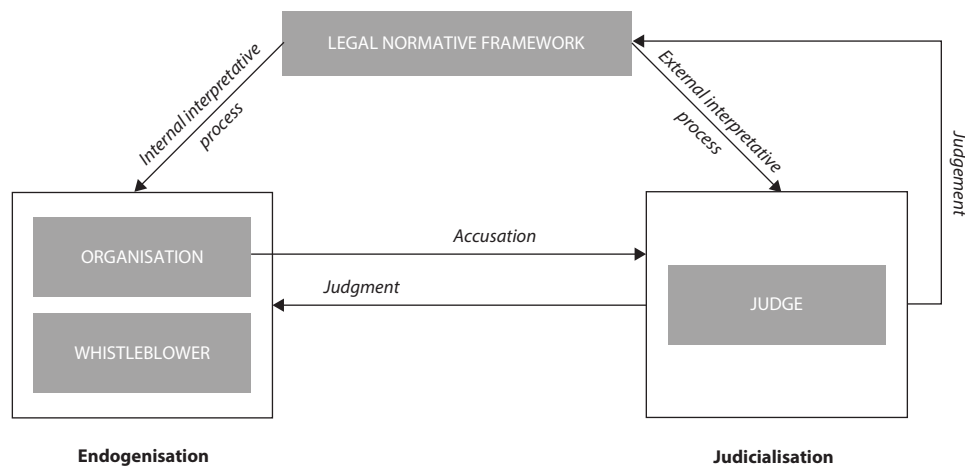 LEGAL NORMATIVE FRAMEWORK
Internal interpretative
process
External interpretative
process
Judgement
ORGANISATION
Accusation
Judgment
JUDGE
WHISTLEBLOWER
Endogenisation
Judicialisation